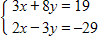 3x + 8y = 19
2x − 3y = −29